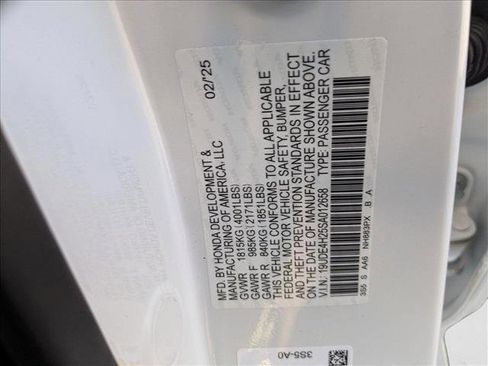 02/'25
MFD. BY HONDA DEVELOPMENT &
MANUFACTURING OF AMERICA, LLC
GVWR 1815KG(4001LBS)
GAWR F 985KG(2171LBS)
GAWR R 840KG(1851LBS)
THIS VEHICLE CONFORMS TO ALL APPLICABLE
FEDERAL MOTOR VEHICLE SAFETY, BUMPER,
AND THEFT PREVENTION STANDARDS IN EFFECT
ON THE DATE OF MANUFACTURE SHOWN ABOVE.
V.I.N.: 19UDE4H26SA012658 TYPE: PASSENGER CAR
3S5 S AA6 NH883PX B A
3S5-A0